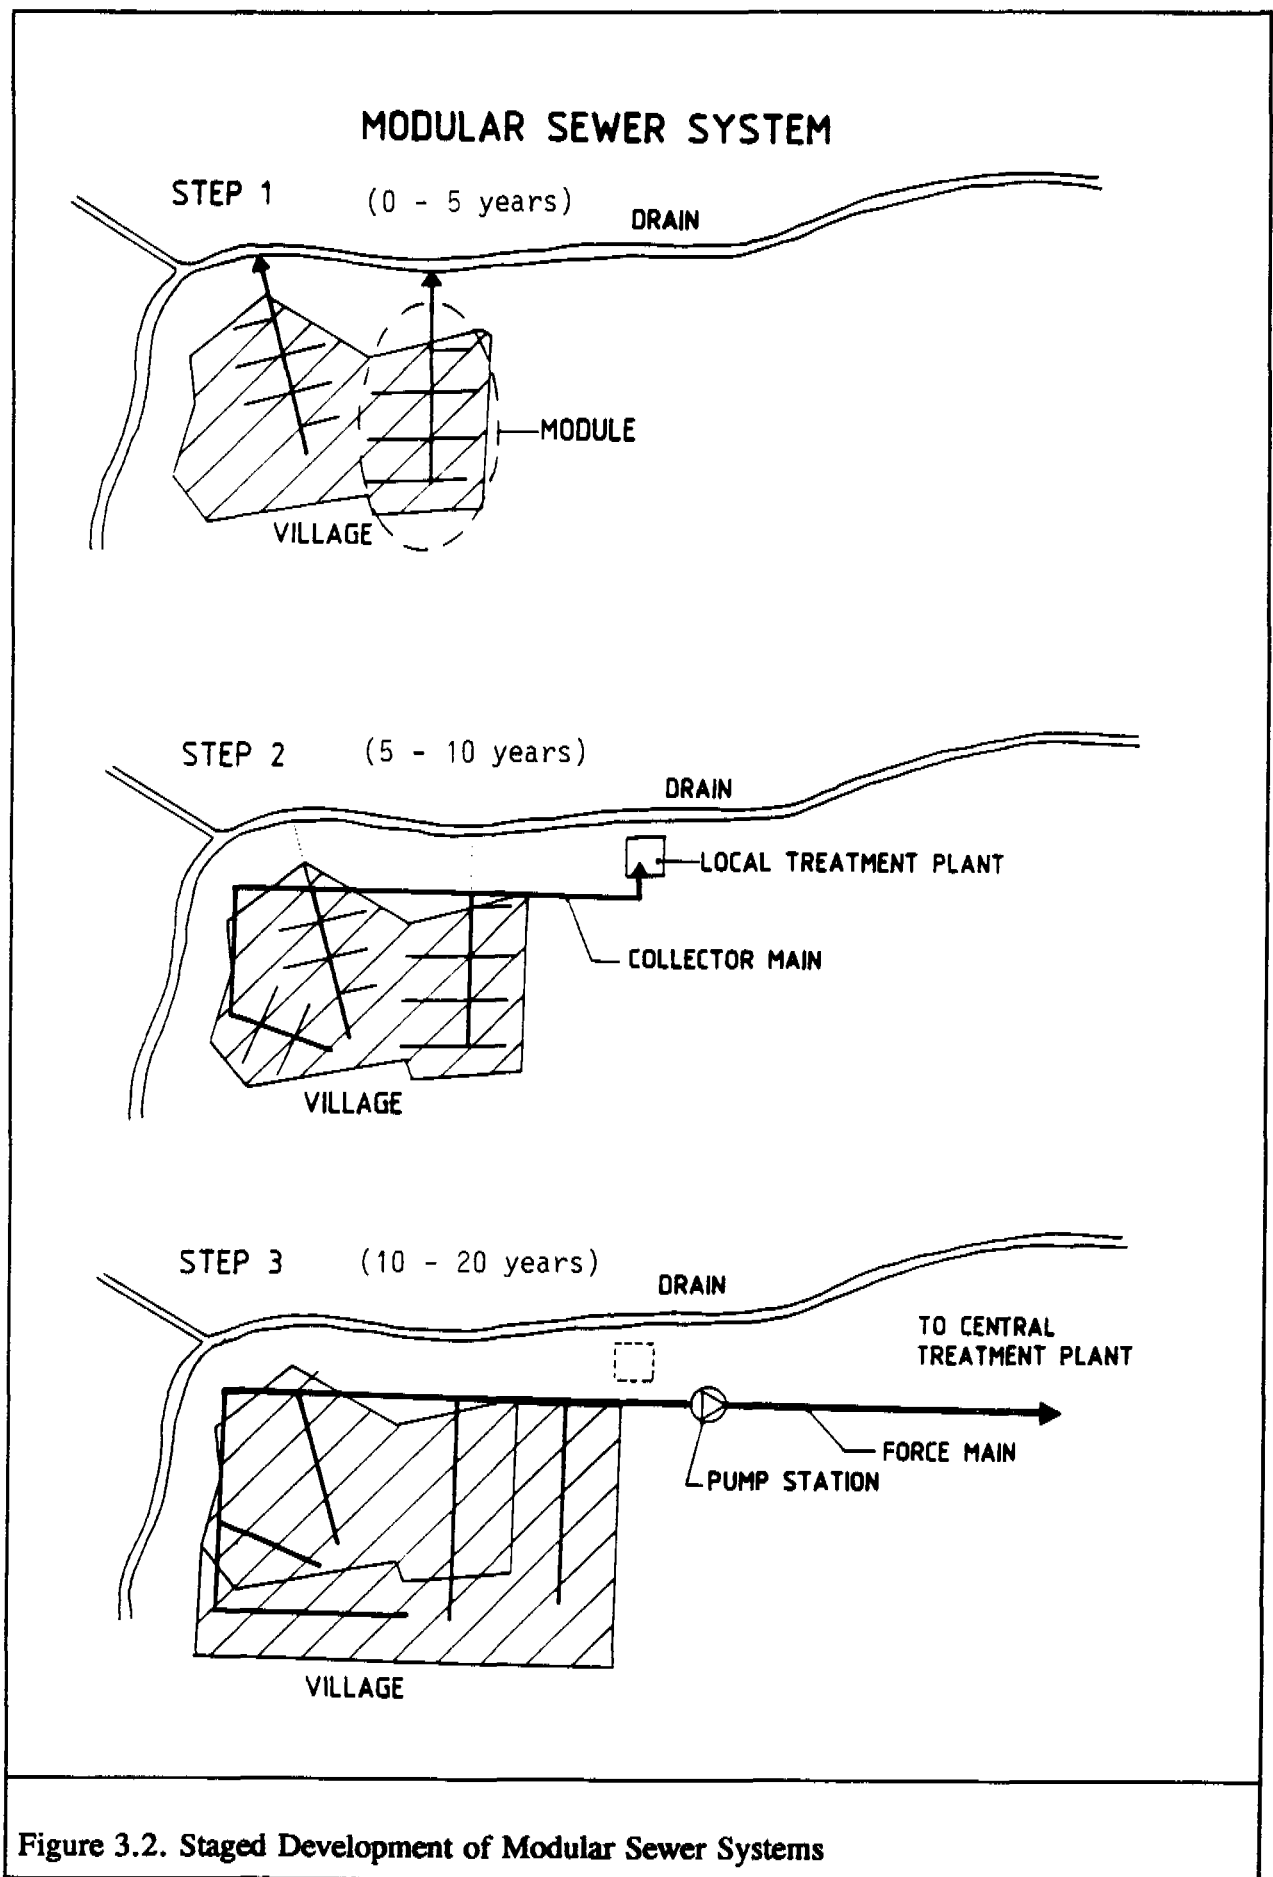 MODULAR SEWER SYSTEM
STEP 1 (0 - 5 years)
DRAIN
MODULE
VILLAGE
STEP 2 (5 - 10 years)
DRAIN
LOCAL TREATMENT PLANT
COLLECTOR MAIN
VILLAGE
STEP 3 (10 - 20 years)
DRAIN
TO CENTRAL
TREATMENT PLANT
FORCE MAIN
PUMP STATION
VILLAGE
Figure 3.2. Staged Development of Modular Sewer Systems